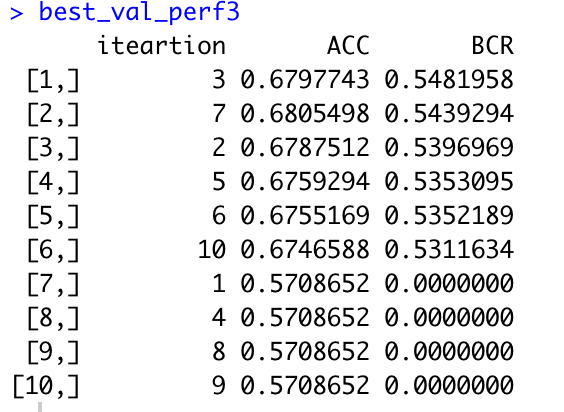 > best_val_perf3
iteartion ACC BCR
[1,] 3 0.6797743 0.5481958
[2,] 7 0.6805498 0.5439294
[3,] 2 0.6787512 0.5396969
[4,] 5 0.6759294 0.5353095
[5,] 6 0.6755169 0.5352189
[6,] 10 0.6746588 0.5311634
[7,] 1 0.5708652 0.0000000
[8,] 4 0.5708652 0.0000000
[9,] 8 0.5708652 0.0000000
[10,] 9 0.5708652 0.0000000